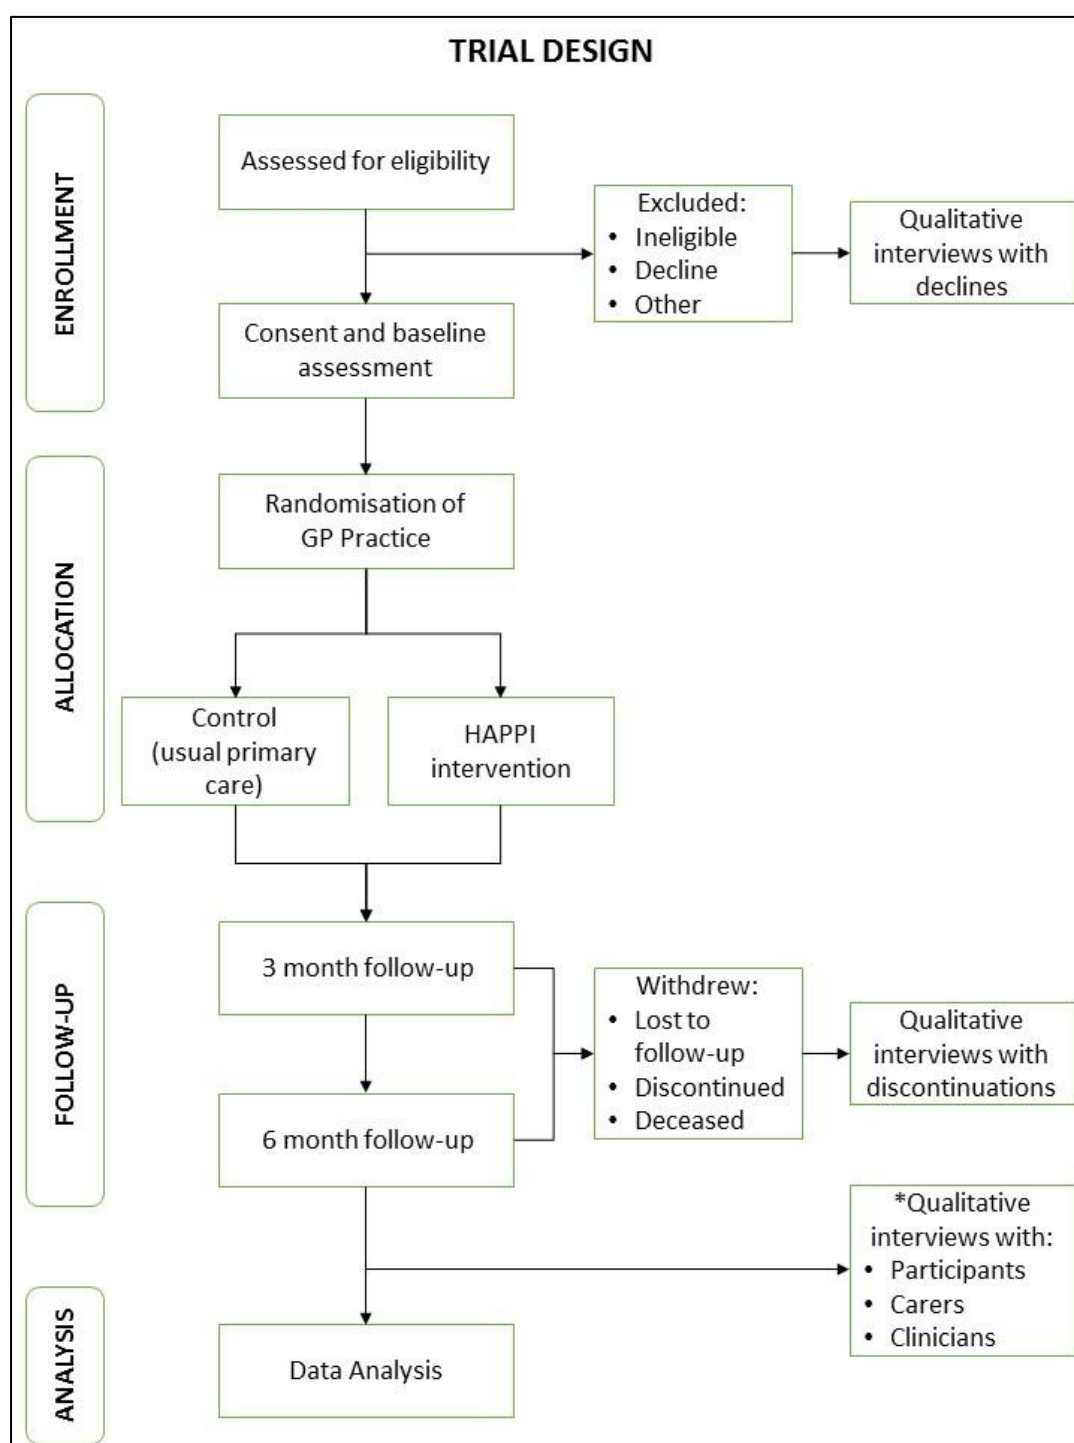 TRIAL DESIGN
ENROLLMENT
Assessed for eligibility
Excluded:
• Ineligible
• Decline
• Other
Qualitative
interviews with
declines
Consent and baseline
assessment
ALLOCATION
Randomisation of
GP Practice
Control
(usual primary
care)
HAPPI
intervention
FOLLOW-UP
3 month follow-up
Withdrew:
• Lost to
follow-up
• Discontinued
• Deceased
Qualitative
interviews with
discontinuations
6 month follow-up
*Qualitative
interviews with:
• Participants
• Carers
• Clinicians
ANALYSIS
Data Analysis